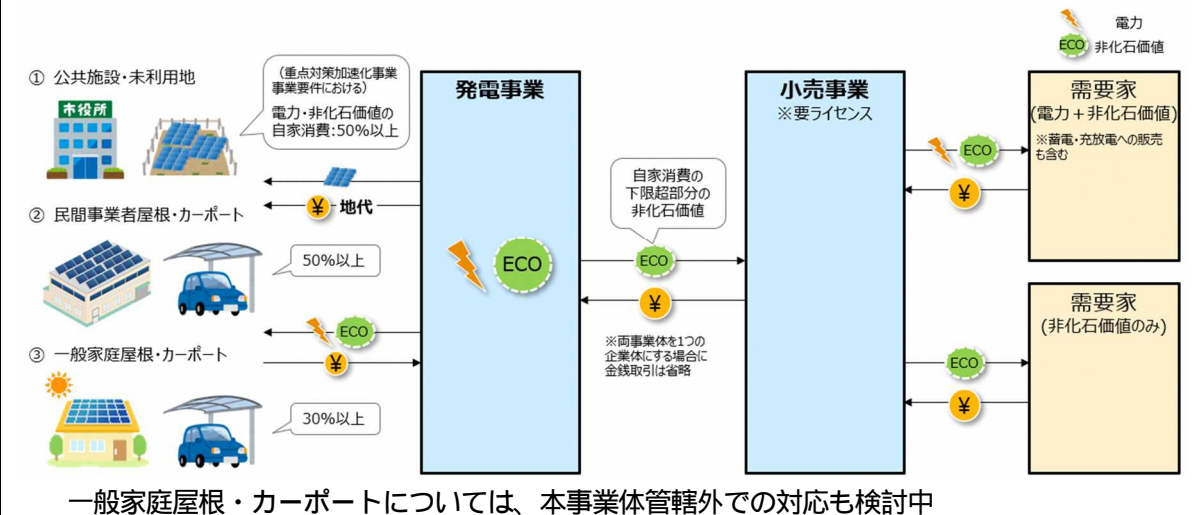 電力
ECO 非化石価値
① 公共施設・未利用地
市役所
(重点対策加速化事業
事業要件における)
電力・非化石価値の
自家消費:50%以上
¥ 地代
② 民間事業者屋根・カーポート
50%以上
ECO
¥
③ 一般家庭屋根・カーポート
30%以上
発電事業
ECO
自家消費の
下限超部分の
非化石価値
ECO
¥
※両事業体を1つの
企業体にする場合に
金銭取引は省略
小売事業
※要ライセンス
ECO
¥
需要家
(電力+非化石価値)
※蓄電・充放電への販売
も含む
ECO
¥
需要家
(非化石価値のみ)
一般家庭屋根・カーポートについては、本事業体管轄外での対応も検討中